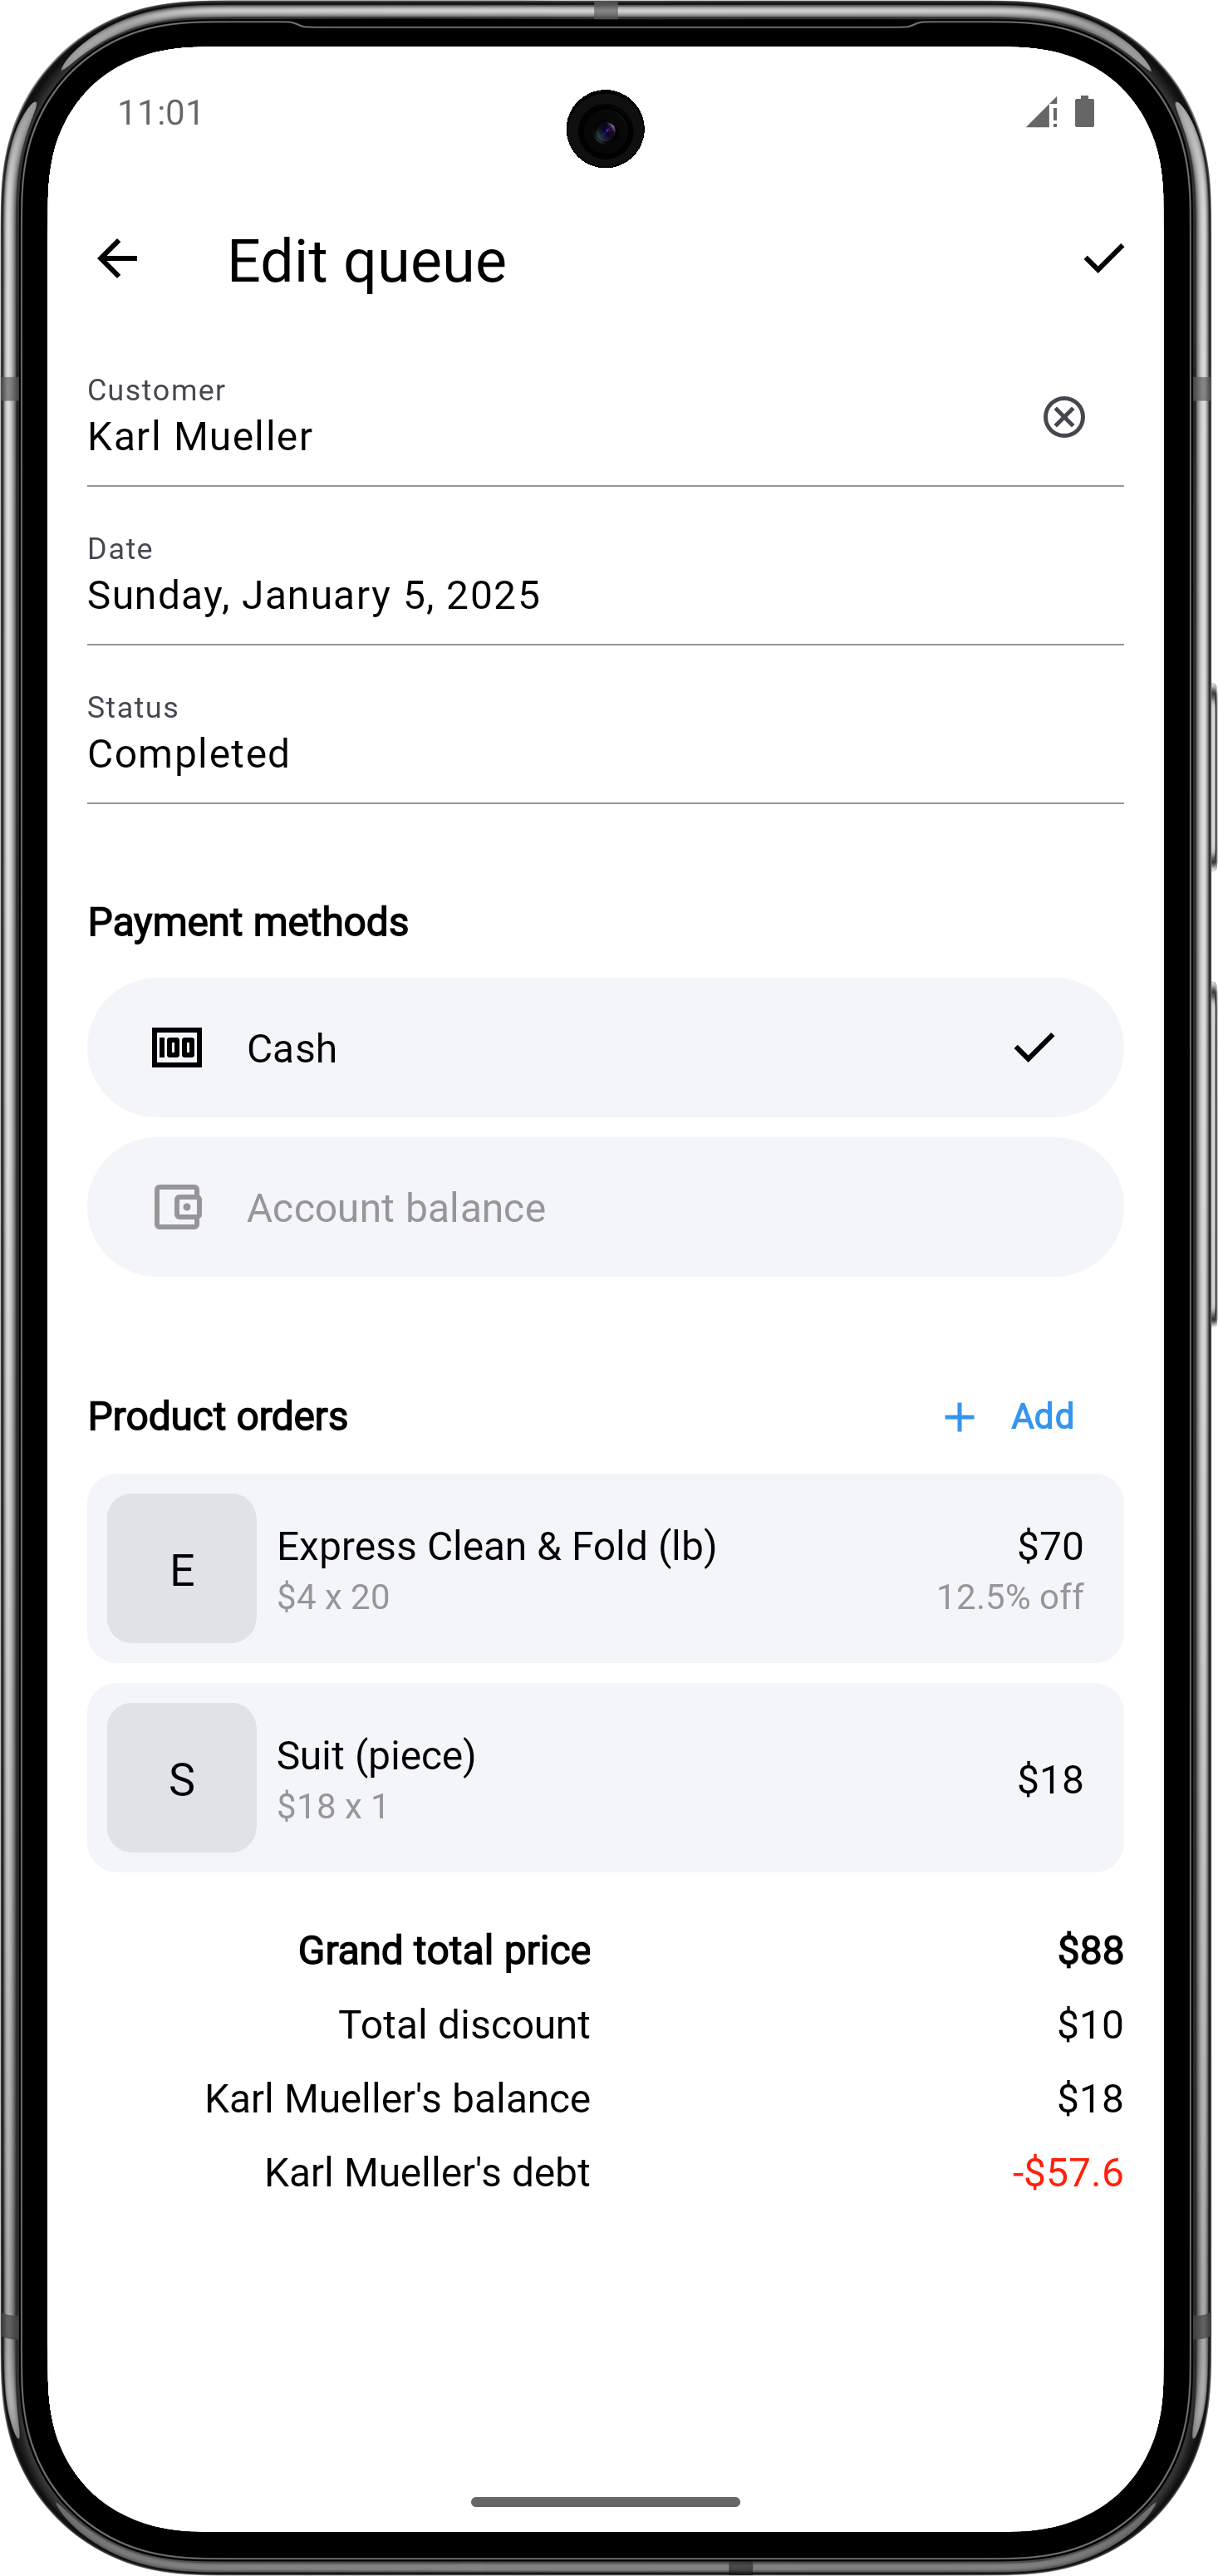 11:01
Edit queue
Customer
Karl Mueller
Date
Sunday, January 5, 2025
Status
Completed
Payment methods
100 Cash
Account balance
Product orders + Add
E Express Clean & Fold (lb) $70
$4 x 20 12.5% off
S Suit (piece) $18
$18 x 1
Grand total price $88
Total discount $10
Karl Mueller's balance $18
Karl Mueller's debt -$57.6